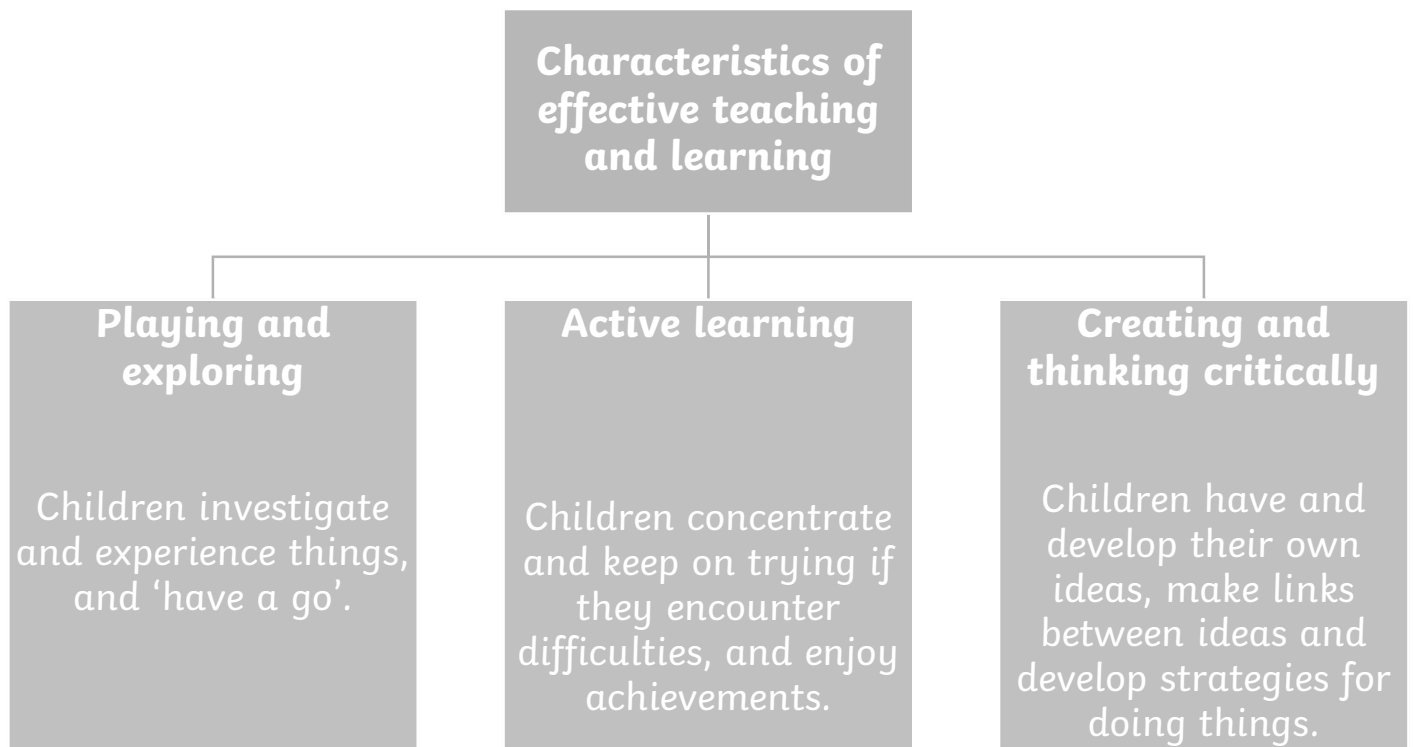 Characteristics of
effective teaching
and learning
Playing and
exploring
Children investigate
and experience things,
and ‘have a go’.
Active learning
Children concentrate
and keep on trying if
they encounter
difficulties, and enjoy
achievements.
Creating and
thinking critically
Children have and
develop their own
ideas, make links
between ideas and
develop strategies for
doing things.